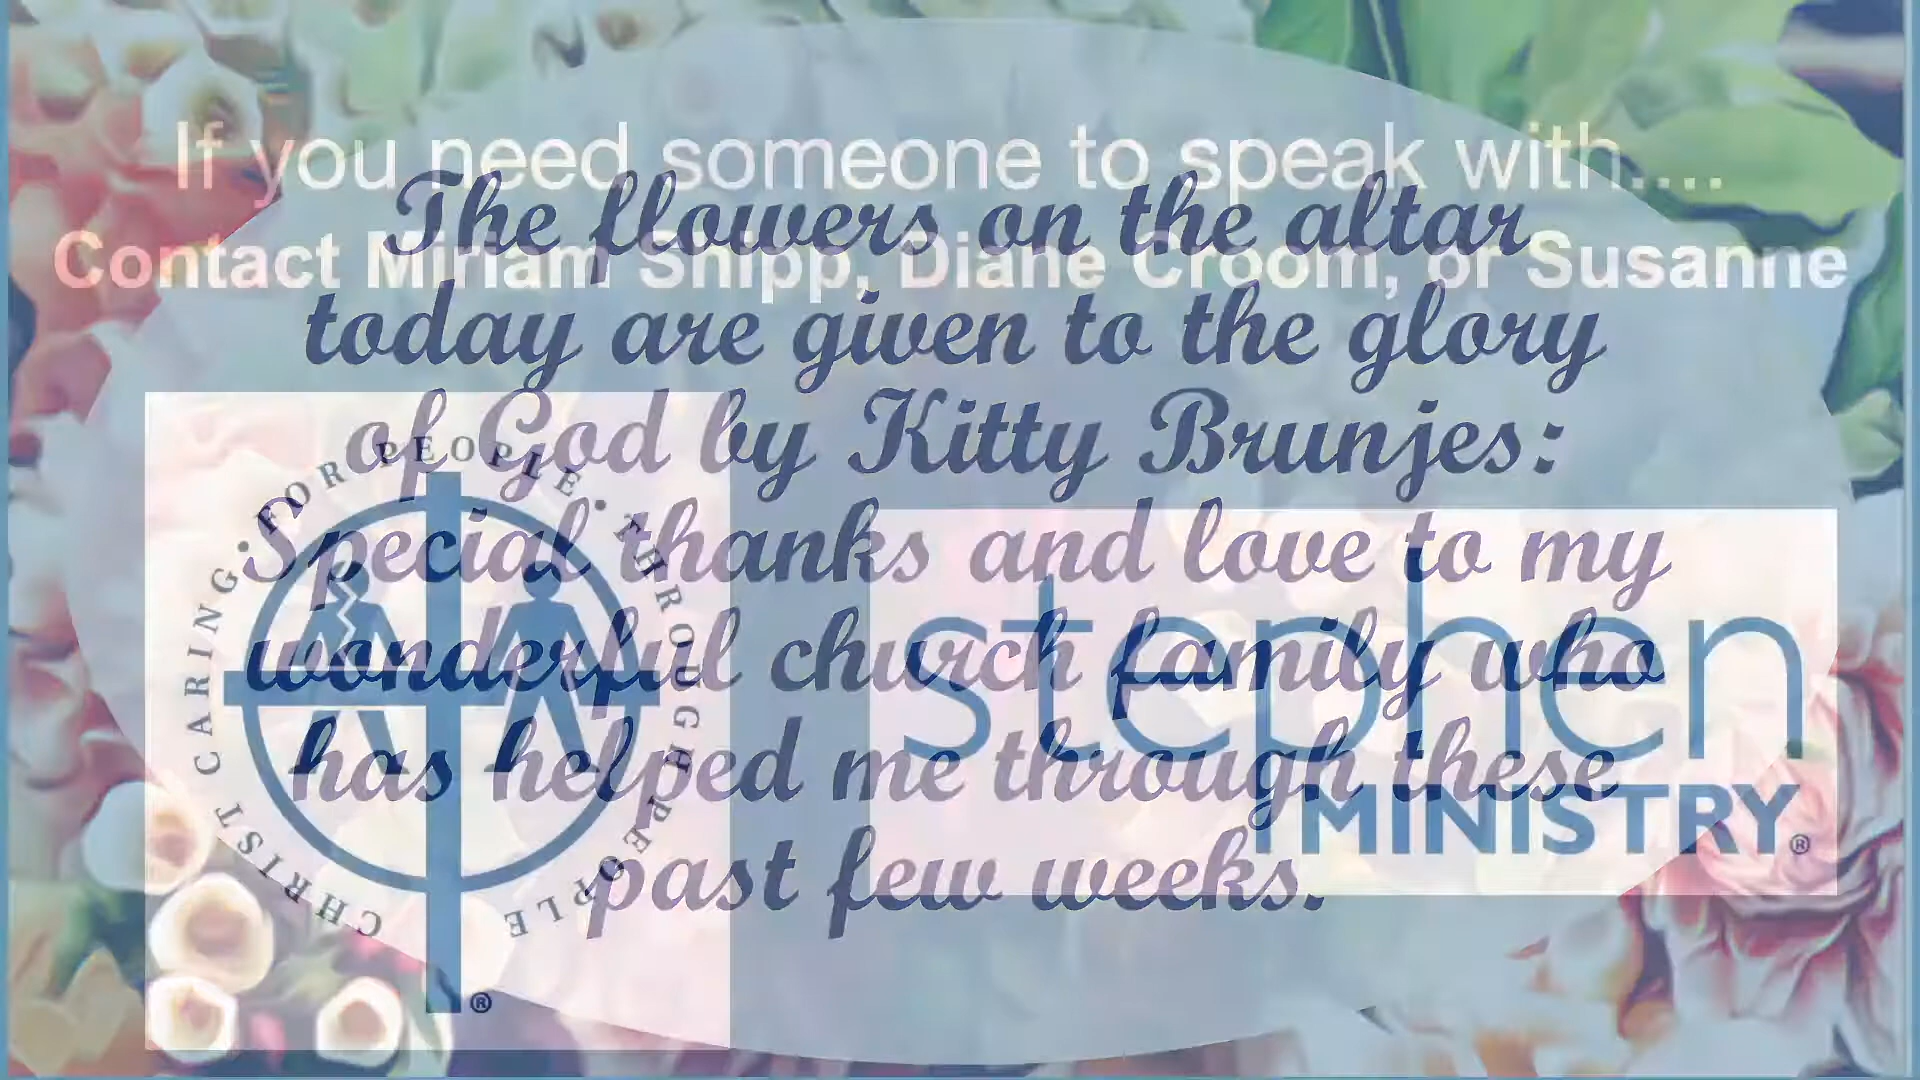 If you need someone to speak with....
Contact Miriam Shipp, Diane Croom, or Susanne
The flowers on the altar
today are given to the glory
of God by Kitty Brunjes:
Special thanks and love to my
wonderful church family who
has helped me through these
past few weeks.
CHRIST CARING • FOR PEOPLE • THROUGH PEOPLE
®
stephen
MINISTRY®